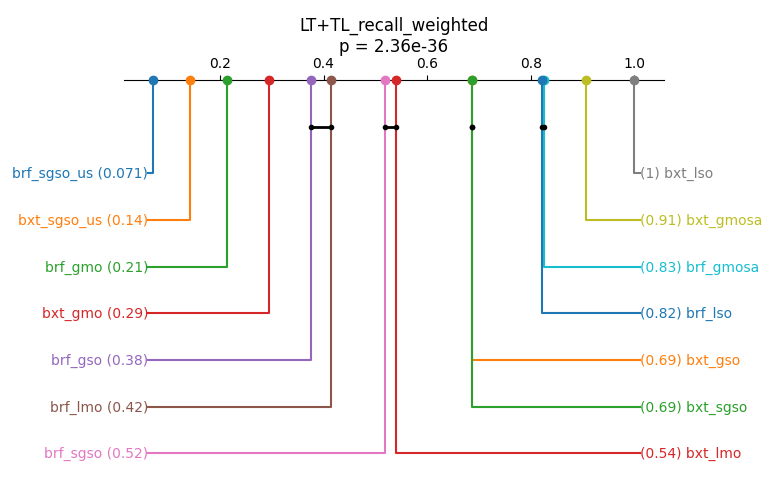 LT+TL_recall_weighted
p = 2.36e-36
0.2 0.4 0.6 0.8 1.0
brf_sgso_us (0.071) (1) bxt_lso
bxt_sgso_us (0.14) (0.91) bxt_gmosa
brf_gmo (0.21) (0.83) brf_gmosa
bxt_gmo (0.29) (0.82) brf_lso
brf_gso (0.38) (0.69) bxt_gso
brf_lmo (0.42) (0.69) bxt_sgso
brf_sgso (0.52) (0.54) bxt_lmo